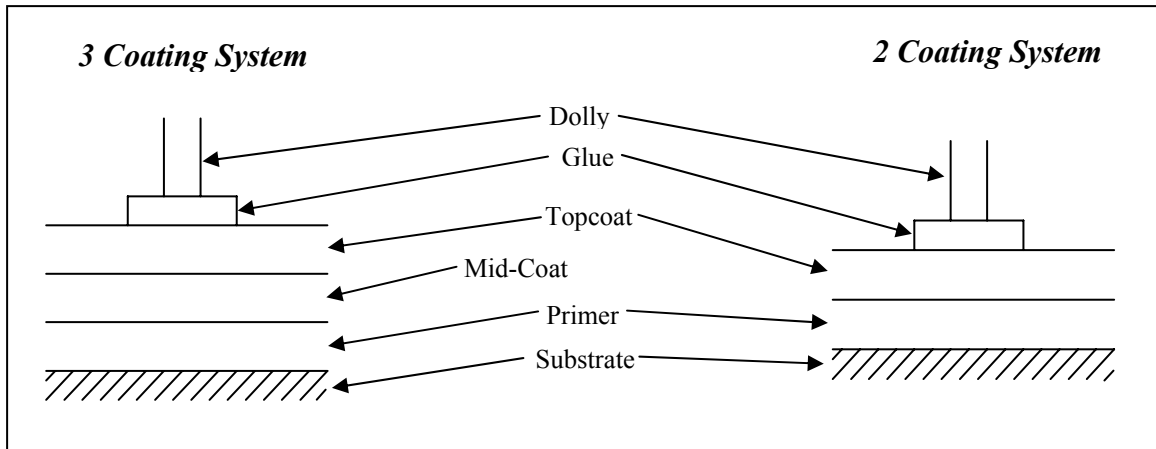 3 Coating System
2 Coating System
Dolly
Glue
Topcoat
Mid-Coat
Primer
Substrate